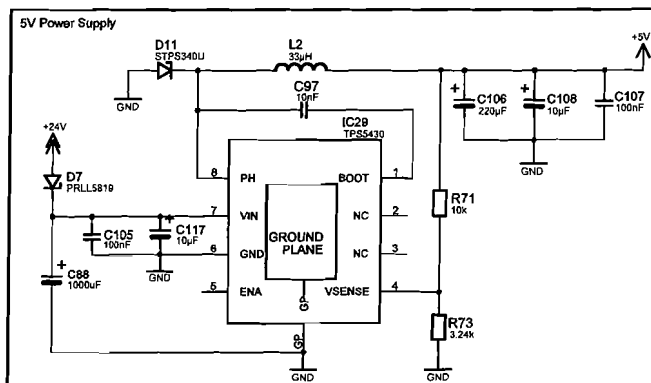 5V Power Supply
D11
STPS340U
GND
L2
33µH
+5V
C97
10nF
C106
220µF
C108
10µF
C107
100nF
GND
+24V
D7
PRLL5819
IC29
TPS5430
8
PH
BOOT
1
7
VIN
NC
2
6
GND
NC
3
5
ENA
VSENSE
4
GROUND
PLANE
GP
GP
C105
100nF
C117
10µF
GND
C88
1000uF
R71
10k
R73
3.24k
GND
GND